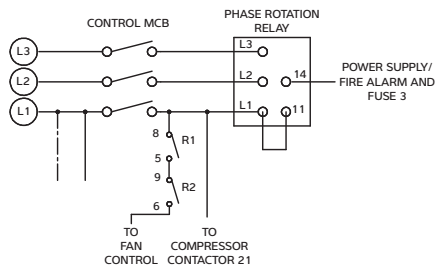 CONTROL MCB
PHASE ROTATION
RELAY
L3
L3
L2
L2
14
POWER SUPPLY/
FIRE ALARM AND
FUSE 3
L1
L1
11
8
R1
5
9
R2
6
TO
FAN
CONTROL
TO
COMPRESSOR
CONTACTOR 21